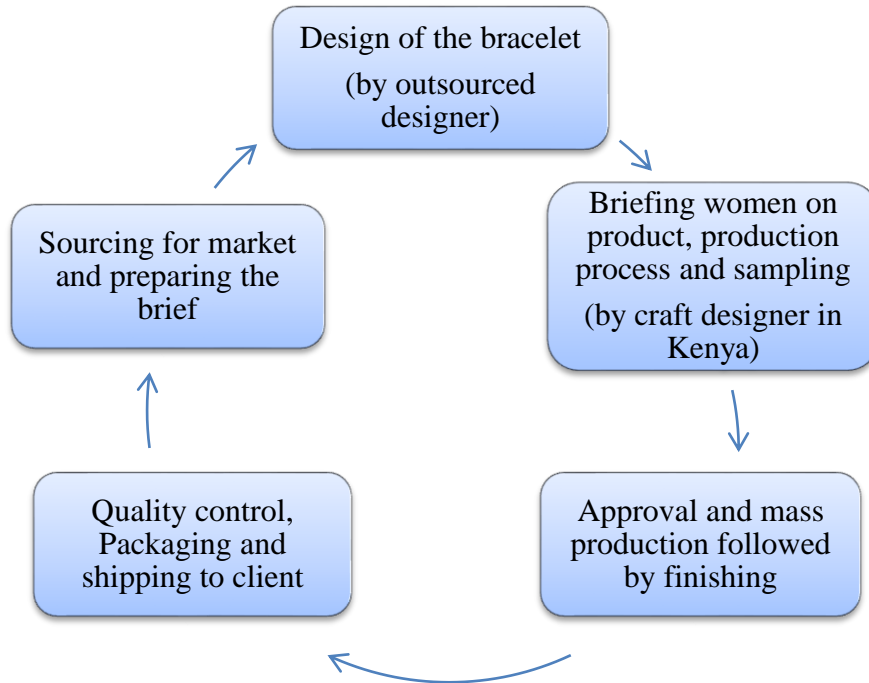 Design of the bracelet
(by outsourced
designer)
Briefing women on
product, production
process and sampling
(by craft designer in
Kenya)
Approval and mass
production followed
by finishing
Quality control,
Packaging and
shipping to client
Sourcing for market
and preparing the
brief